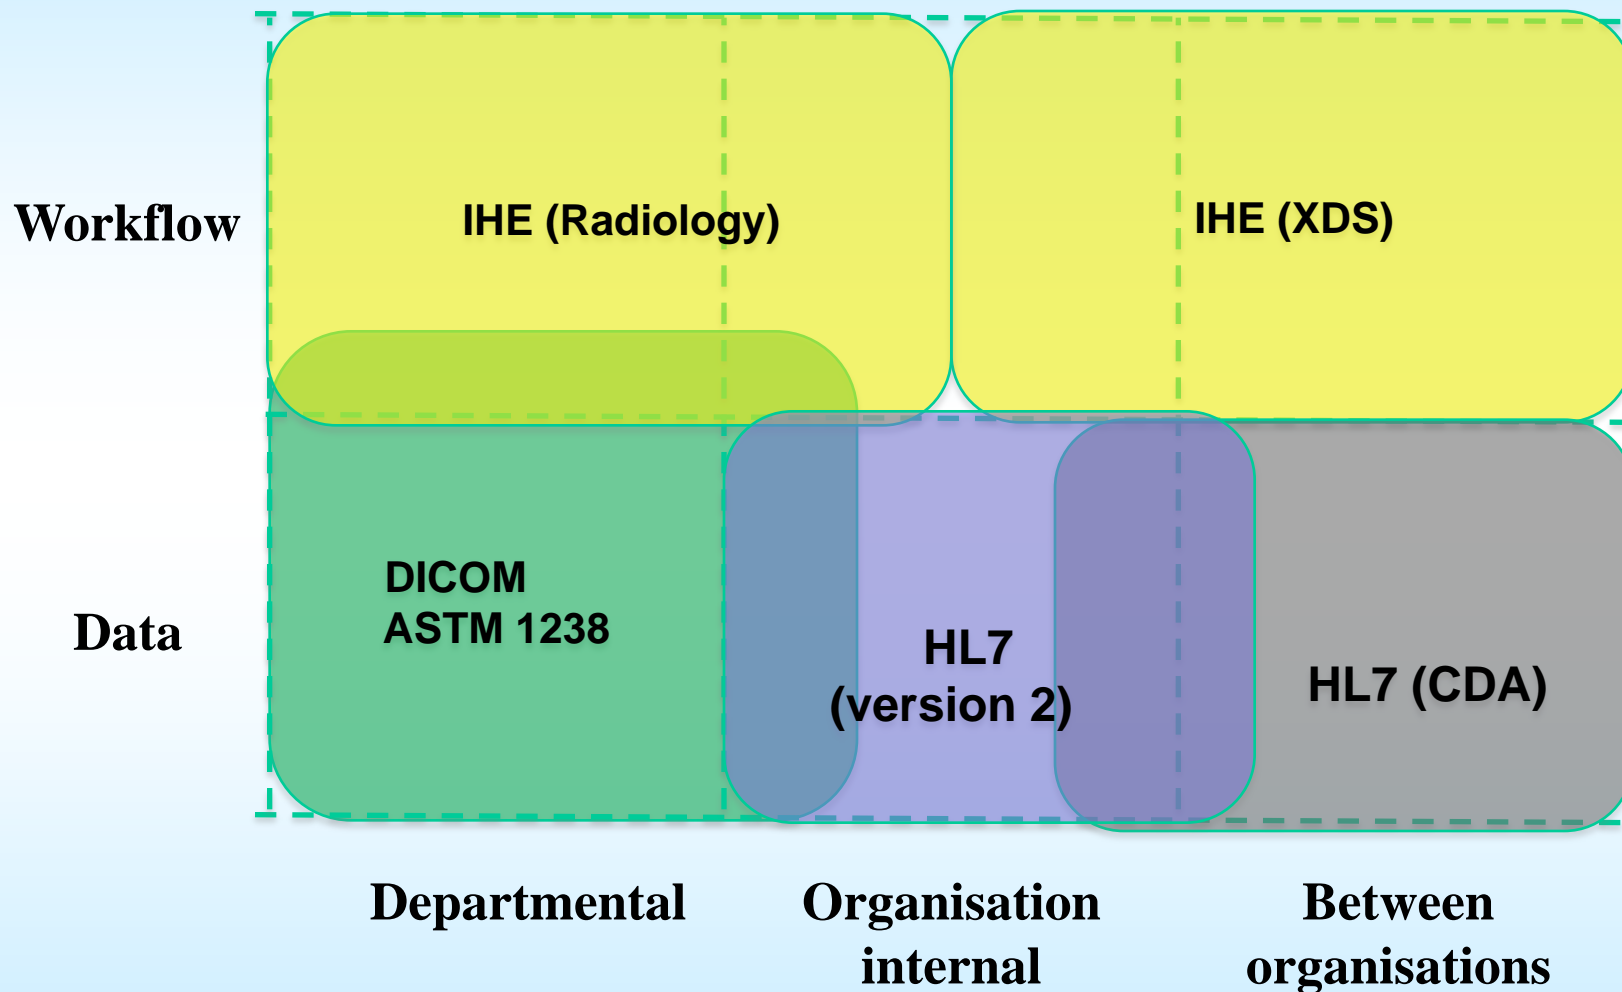 Workflow
IHE (Radiology)
IHE (XDS)
Data
DICOM
ASTM 1238
HL7
(version 2)
HL7 (CDA)
Departmental
Organisation
internal
Between
organisations